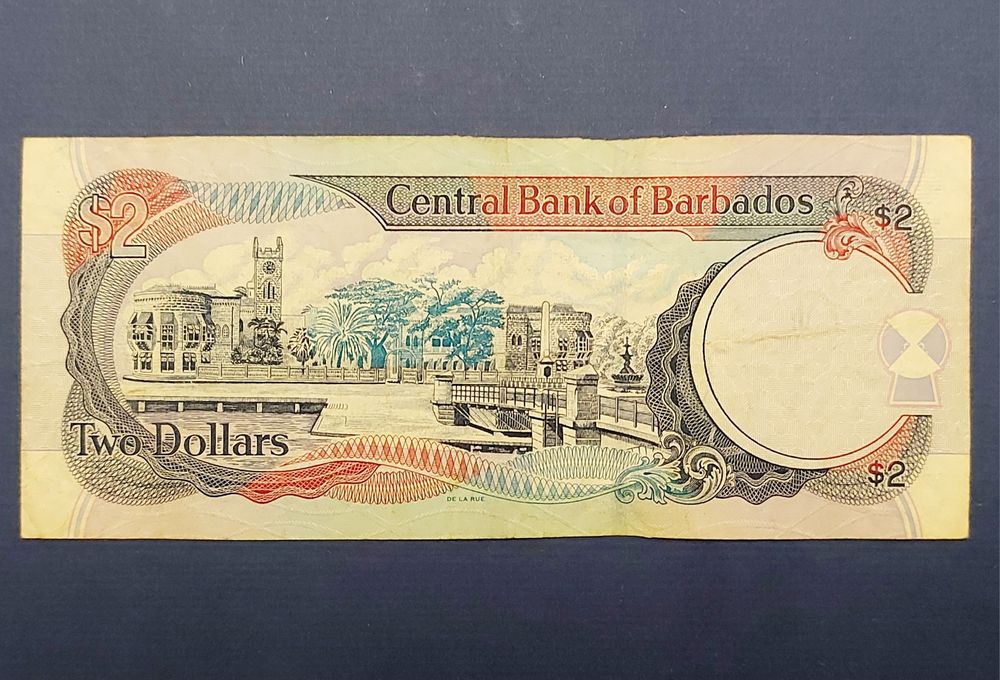 Central Bank of Barbados
$2
$2
Two Dollars
$2
DE LA RUE